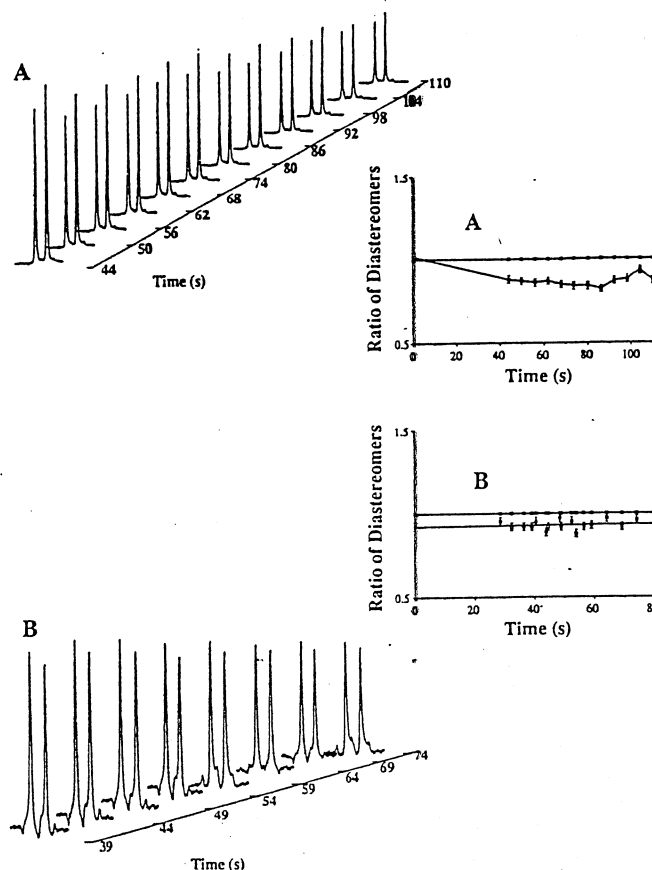 A
44 50 56 62 68 74 80 86 92 98 110
Time (s)
Ratio of Diastereomers
1.5
0.5
A
0 20 40 60 80 100
Time (s)
Ratio of Diastereomers
1.5
0.5
B
0 20 40 60 80
Time (s)
B
39 44 49 54 59 64 69 74
Time (s)